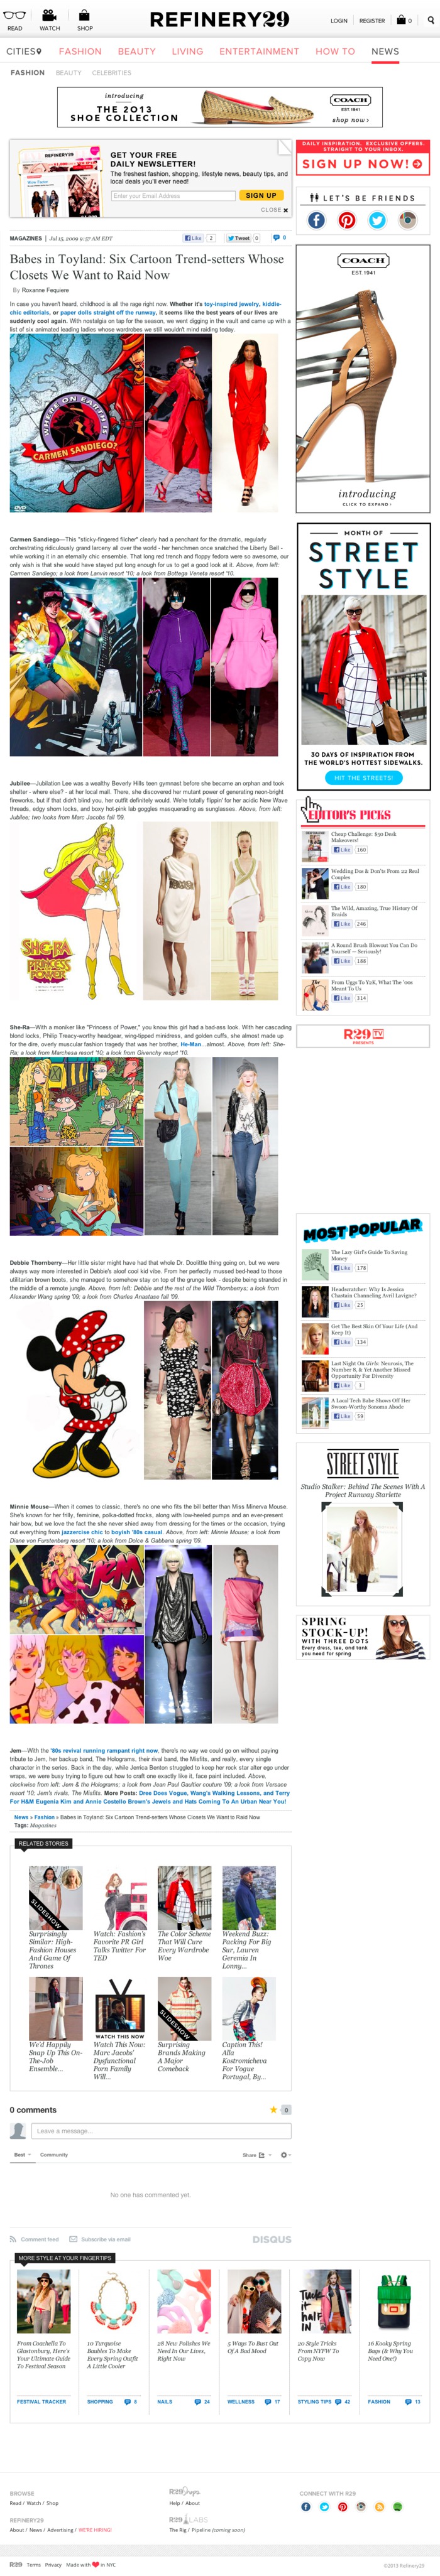 READ
WATCH
SHOP
REFINERY29
LOGIN
REGISTER
0
CITIES
FASHION
BEAUTY
LIVING
ENTERTAINMENT
HOW TO
NEWS
FASHION
BEAUTY
CELEBRITIES
introducing
THE 2013
SHOE COLLECTION
COACH
EST. 1941
shop now ›
GET YOUR FREE
DAILY NEWSLETTER!
The freshest fashion, shopping, lifestyle news, beauty tips, and
local deals you'll ever need!
Enter your Email Address
SIGN UP
CLOSE ✖
DAILY INSPIRATION. EXCLUSIVE OFFERS.
STRAIGHT TO YOUR INBOX.
SIGN UP NOW!
LET'S BE FRIENDS
MAGAZINES | Jul 15, 2009 9:57 AM EDT
Like 2
Tweet 0
0
Babes in Toyland: Six Cartoon Trend-setters Whose
Closets We Want to Raid Now
By Roxanne Fequiere
In case you haven't heard, childhood is all the rage right now. Whether it's toy-inspired jewelry, kiddie-
chic editorials, or paper dolls straight off the runway, it seems like the best years of our lives are
suddenly cool again. With nostalgia on tap for the season, we went digging in the vault and came up with a
list of six animated leading ladies whose wardrobes we still wouldn't mind raiding today.
WHERE ON EARTH IS
CARMEN SANDIEGO?
DVD
Carmen Sandiego—This "sticky-fingered filcher" clearly had a penchant for the dramatic, regularly
orchestrating ridiculously grand larceny all over the world - her henchmen once snatched the Liberty Bell -
all while working in an eternally chic ensemble. That long red trench and floppy fedora were so awesome, our
only wish is that she would have stayed put long enough for us to get a good look at it. Above, from left:
Carmen Sandiego; a look from Lanvin resort '10; a look from Bottega Veneta resort '10.
Jubilee—Jubilation Lee was a wealthy Beverly Hills teen gymnast before she became an orphan and took
shelter - where else? - at her local mall. There, she discovered her mutant power of generating neon-bright
fireworks, but if that didn't blind you, her outfit definitely would. We're totally flippin' for her acidic New Wave
threads, edgy shorn locks, and boxy hot-pink lab goggles masquerading as sunglasses. Above, from left:
Jubilee; two looks from Marc Jacobs fall '09.
SHE-RA
PRINCESS OF
POWER
She-Ra—With a moniker like "Princess of Power," you know this girl had a bad-ass look. With her cascading
blond locks, Philip Treacy-worthy headgear, wing-tipped mindness, and golden cuffs, she almost made up
for the dire, overly muscular fashion tragedy that was her brother, He-Man...almost. Above, from left: She-
Ra; a look from Marchesa resort '10; a look from Givenchy resort '10.
Debbie Thornberry—Her little sister might have had that whole Dr. Doolittle thing going on, but we were
always way more interested in Debbie's aloof cool kid vibe. From her perfectly mussed bed-head to those
utilitarian brown boots, she managed to somehow stay on top of the grunge look - despite being stranded in
the middle of a remote jungle. Above, from left: Debbie and the rest of the Wild Thornberrys; a look from
Alexander Wang spring '09; a look from Charles Anastase fall '09.
Minnie Mouse—When it comes to classic, there's no one who fits the bill better than Miss Minerva Mouse.
She's known for her frilly, feminine, polka-dotted frocks, along with low-heeled pumps and an ever-present
hair bow, but we love the fact the she never shied away from dressing for the times or the occasion, trying
out everything from jazzercise chic to boyish '80s casual. Above, from left: Minnie Mouse; a look from
Diane von Furstenberg resort '10; a look from Dolce & Gabbana spring '09.
JEM
Jem—With the '80s revival running rampant right now, there's no way we could go on without paying
tribute to Jem, her backup band, The Holograms, their rival band, the Misfits, and really, every single
character in the series. Back in the day, while Jerrica Benton struggled to keep her rock star alter ego under
wraps, we were busy trying to figure out how to craft one exactly like it, face paint included. Above,
clockwise from left: Jem & the Holograms; a look from Jean Paul Gaultier couture '09; a look from Versace
resort '10; Jem's rivals, The Misfits. More Posts: Dree Does Vogue, Wang's Walking Lessons, and Terry
For H&M Eugenia Kim and Annie Costello Brown's Jewels and Hats Coming To An Urban Near You!
News » Fashion » Babes in Toyland: Six Cartoon Trend-setters Whose Closets We Want to Raid Now
Tags: Magazines
COACH
EST. 1941
introducing
CLICK TO EXPAND ›
MONTH OF
STREET
STYLE
30 DAYS OF INSPIRATION FROM
THE WORLD'S HOTTEST SIDEWALKS.
HIT THE STREETS!
EDITOR'S PICKS
Cheap Challenge: $50 Desk
Makeovers!
Like 160
Wedding Dos & Don'ts From 22 Real
Couples
Like 180
The Wild, Amazing, True History Of
Braids
Like 246
A Round Brush Blowout You Can Do
Yourself — Seriously!
Like 188
From Uggs To Y2K, What The '00s
Meant To Us
Like 314
R29 TV
PRESENTS
MOST POPULAR
The Lazy Girl's Guide To Saving
Money
Like 178
Headscratcher: Why Is Jessica
Chastain Channeling Avril Lavigne?
Like 25
Get The Best Skin Of Your Life (And
Keep It)
Like 134
Last Night On Girls: Neurosis, The
Number 8, & Yet Another Missed
Opportunity For Diversity
Like 3
A Local Tech Babe Shows Off Her
Swoon-Worthy Sonoma Abode
Like 59
STREET STYLE
Studio Stalker: Behind The Scenes With A
Project Runway Starlette
SPRING
STOCK-UP!
WITH THREE DOTS
Every dress, tee, and tank
you need for spring
RELATED STORIES
SLIDESHOW
Surprisingly
Similar: High-
Fashion Houses
And Game Of
Thrones
Watch: Fashion's
Favorite PR Girl
Talks Twitter For
TED
The Color Scheme
That Will Cure
Every Wardrobe
Woe
Weekend Buzz:
Packing For Big
Sur, Lauren
Geremia In
Lonny...
We'd Happily
Snap Up This On-
The-Job
Ensemble...
WATCH THIS NOW
Watch This Now:
Marc Jacobs'
Dysfunctional
Porn Family
Will...
SLIDESHOW
Surprising
Brands Making
A Major
Comeback
Caption This!
Alla
Kostromicheva
For Vogue
Portugal, By...
0 comments
0
Leave a message...
Best
Community
Share
No one has commented yet.
Comment feed
Subscribe via email
DISQUS
MORE STYLE AT YOUR FINGERTIPS
From Coachella To
Glastonbury, Here's
Your Ultimate Guide
To Festival Season
FESTIVAL TRACKER
10 Turquoise
Baubles To Make
Every Spring Outfit
A Little Cooler
SHOPPING 8
28 New Polishes We
Need In Our Lives,
Right Now
NAILS 24
5 Ways To Bust Out
Of A Bad Mood
WELLNESS 17
Tuck
it
half
IN
20 Style Tricks
From NYFW To
Copy Now
STYLING TIPS 42
16 Kooky Spring
Bags (& Why You
Need One!)
FASHION 13
BROWSE
Read / Watch / Shop
REFINERY29
About / News / Advertising / WE'RE HIRING!
Help / About
R29 LABS
The Rig / Pipeline (coming soon)
CONNECT WITH R29
R29 Terms Privacy Made with ❤ in NYC
©2013 Refinery29